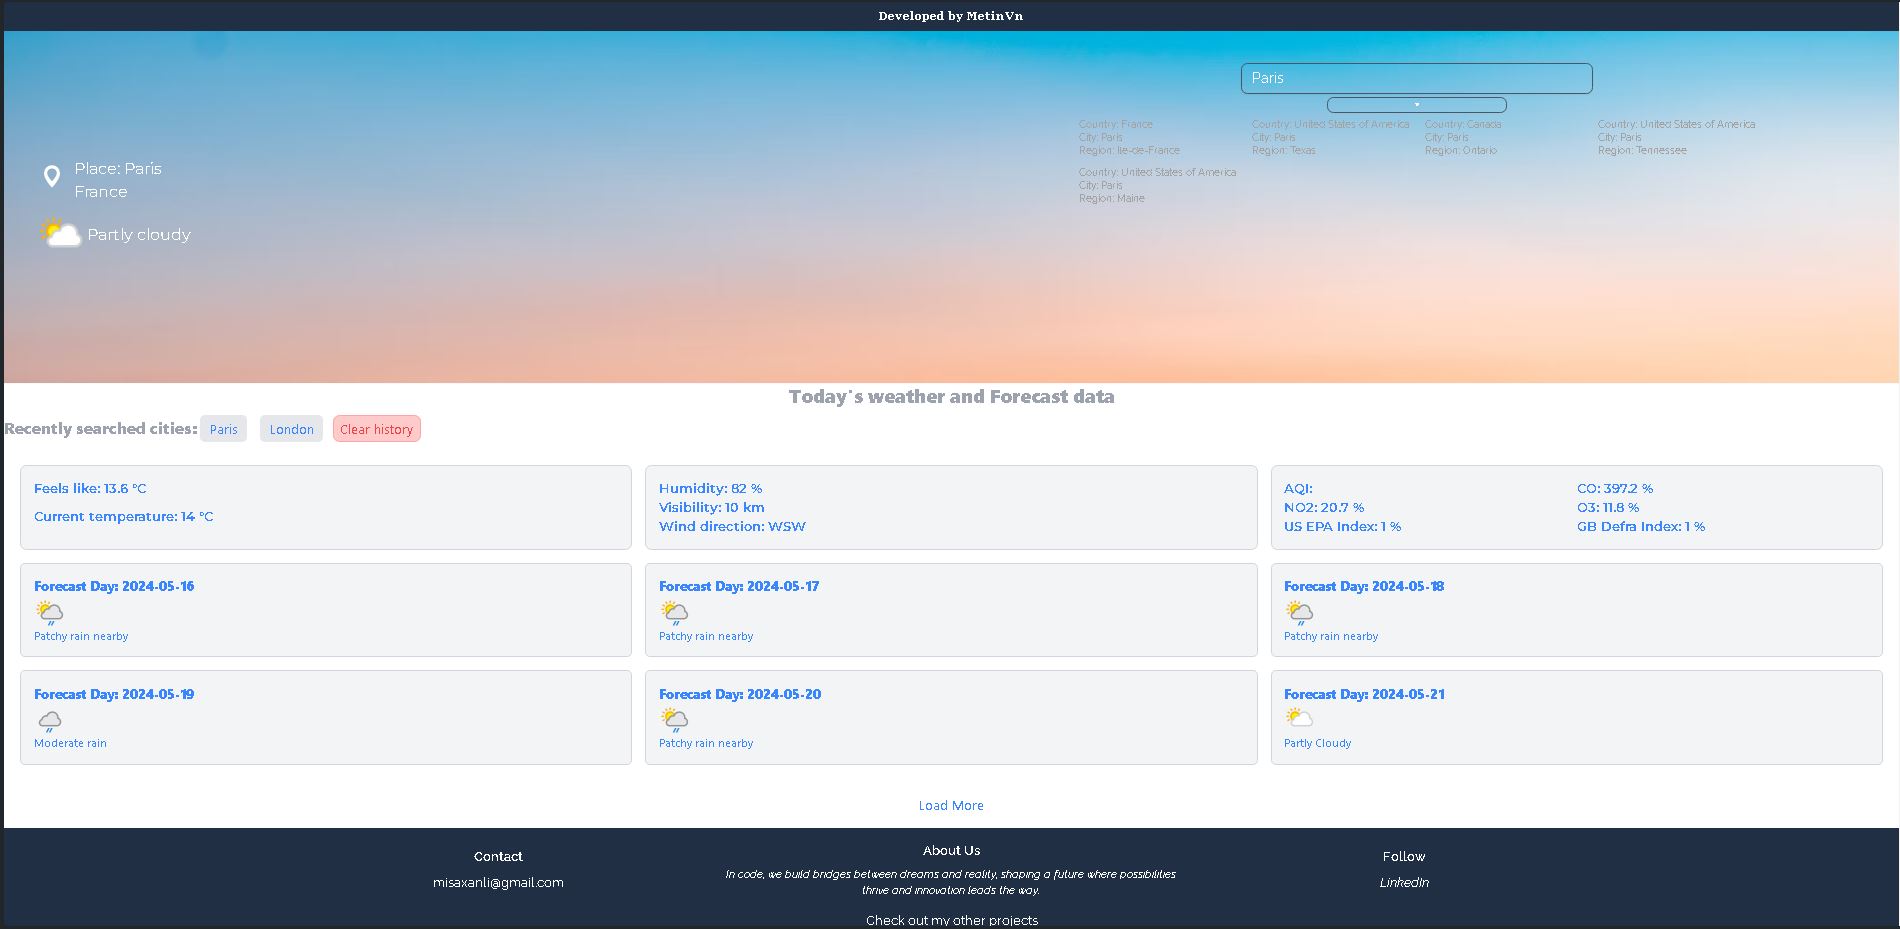 Developed by MetinVn
Paris
Country: France
City: Paris
Region: Ile-de-France
Country: United States of America
City: Paris
Region: Texas
Country: Canada
City: Paris
Region: Ontario
Country: United States of America
City: Paris
Region: Tennessee
Country: United States of America
City: Paris
Region: Maine
Place: Paris
France
Partly cloudy
Today's weather and Forecast data
Recently searched cities: Paris London Clear history
Feels like: 13.6 °C
Current temperature: 14 °C
Humidity: 82 %
Visibility: 10 km
Wind direction: WSW
AQI:
NO2: 20.7 %
US EPA Index: 1 %
CO: 397.2 %
O3: 11.8 %
GB Defra Index: 1 %
Forecast Day: 2024-05-16
Patchy rain nearby
Forecast Day: 2024-05-17
Patchy rain nearby
Forecast Day: 2024-05-18
Patchy rain nearby
Forecast Day: 2024-05-19
Moderate rain
Forecast Day: 2024-05-20
Patchy rain nearby
Forecast Day: 2024-05-21
Partly Cloudy
Load More
Contact
misaxanli@gmail.com
About Us
In code, we build bridges between dreams and reality, shaping a future where possibilities
thrive and innovation leads the way.
Check out my other projects
Follow
LinkedIn